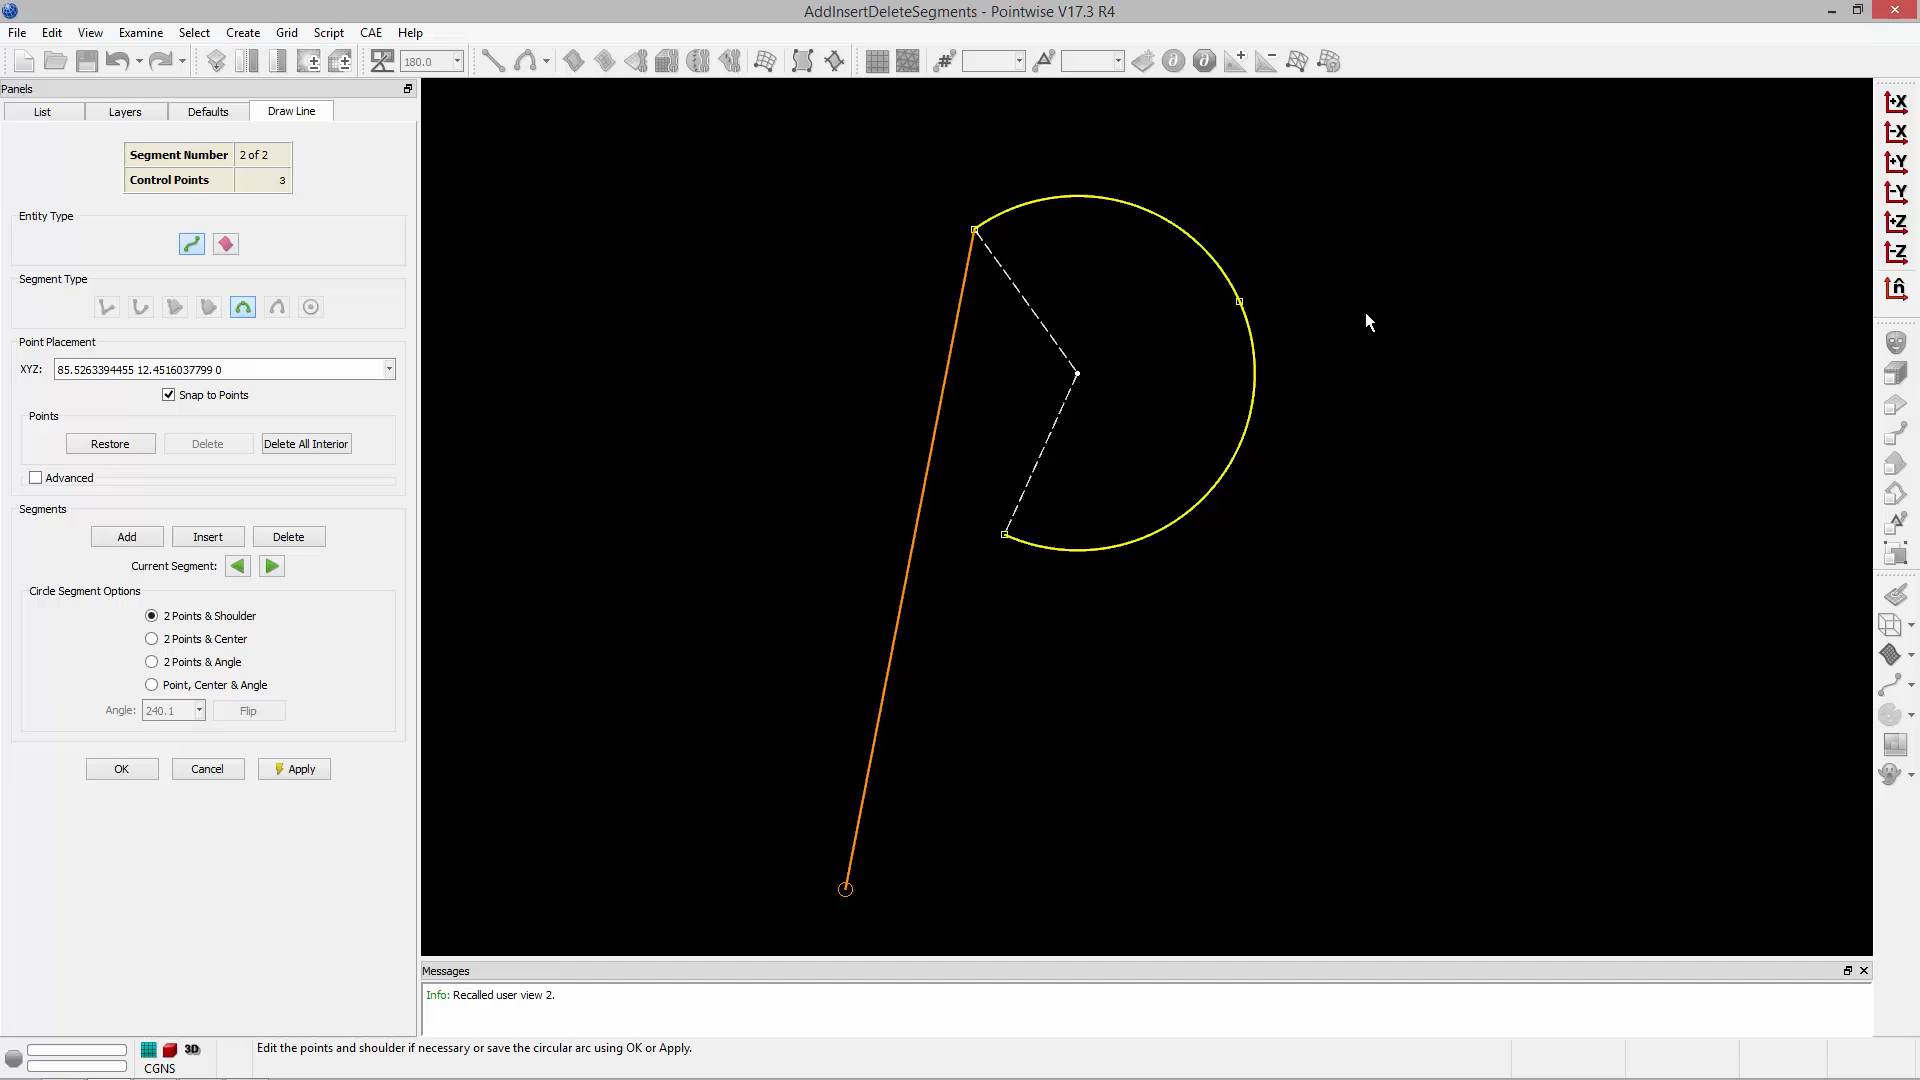 AddInsertDeleteSegments - Pointwise V17.3 R4
File Edit View Examine Select Create Grid Script CAE Help
180.0
Panels
List Layers Defaults Draw Line
Segment Number 2 of 2
Control Points 3
Entity Type
Segment Type
Point Placement
XYZ: 85.5263394455 12.4516037799 0
Snap to Points
Points
Restore Delete Delete All Interior
Advanced
Segments
Add Insert Delete
Current Segment:
Circle Segment Options
2 Points & Shoulder
2 Points & Center
2 Points & Angle
Point, Center & Angle
Angle: 240.1 Flip
OK Cancel Apply
+X
-X
+Y
-Y
+Z
-Z
n̂
Messages
Info: Recalled user view 2.
3D
CGNS
Edit the points and shoulder if necessary or save the circular arc using OK or Apply.